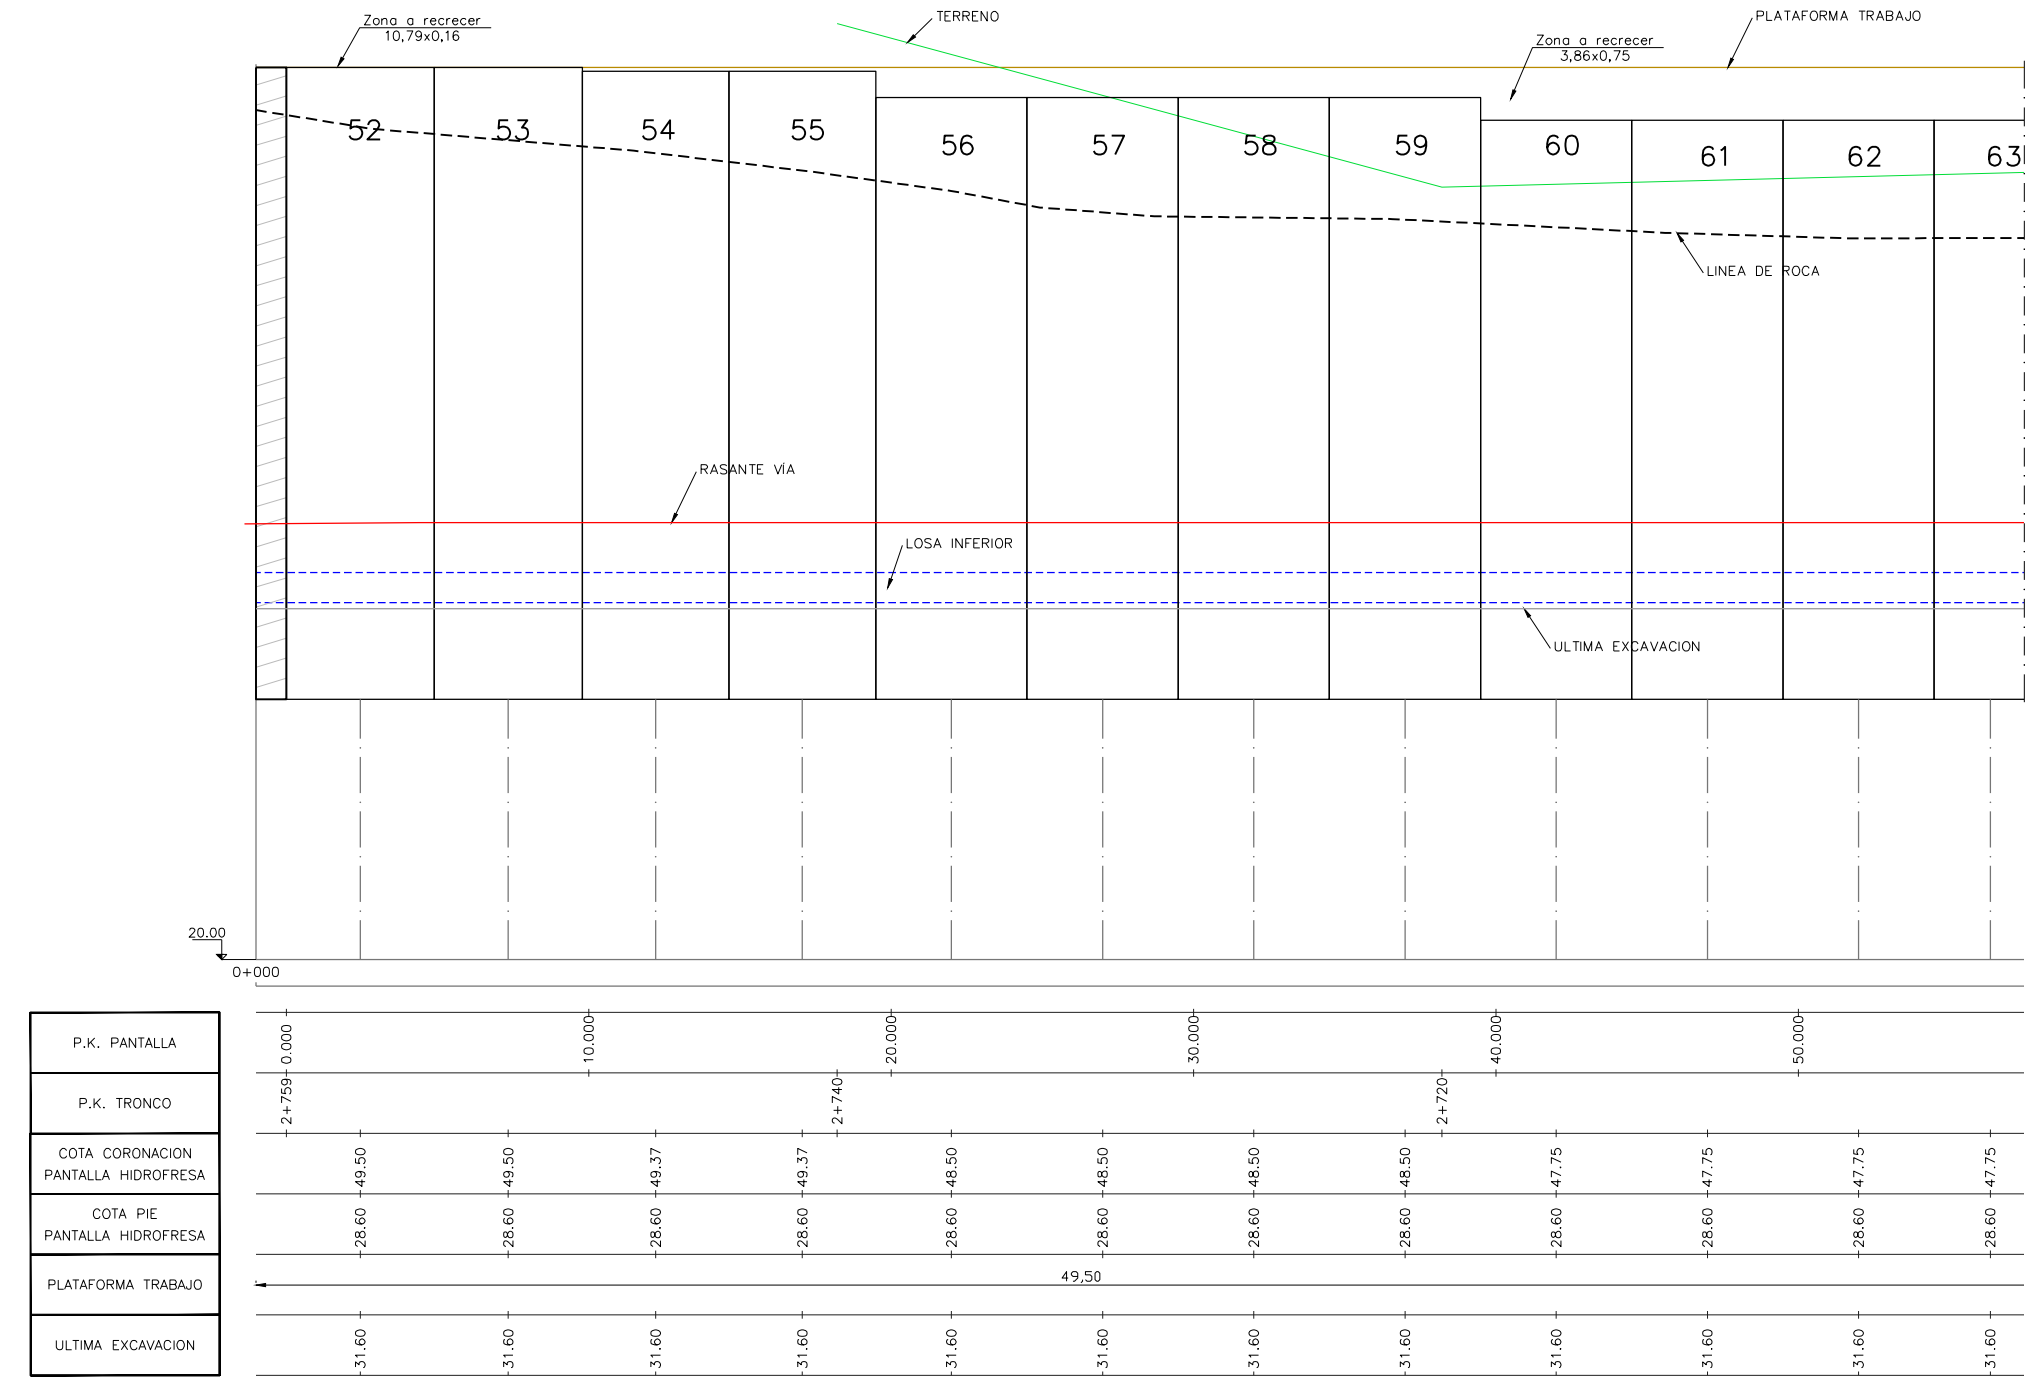 Zona a recrecer
10,79x0,16
TERRENO
PLATAFORMA TRABAJO
Zona a recrecer
3,86x0,75
52 53 54 55 56 57 58 59 60 61 62 63
LINEA DE ROCA
RASANTE VÍA
LOSA INFERIOR
ULTIMA EXCAVACION
20.00
0+000
P.K. PANTALLA
0.000 10.000 20.000 30.000 40.000 50.000
P.K. TRONCO
2+759 2+740 2+720
COTA CORONACION
PANTALLA HIDROFRESA
49.50 49.50 49.37 49.37 48.50 48.50 48.50 48.50 47.75 47.75 47.75 47.75
COTA PIE
PANTALLA HIDROFRESA
28.60 28.60 28.60 28.60 28.60 28.60 28.60 28.60 28.60 28.60 28.60 28.60
PLATAFORMA TRABAJO
49,50
ULTIMA EXCAVACION
31.60 31.60 31.60 31.60 31.60 31.60 31.60 31.60 31.60 31.60 31.60 31.60